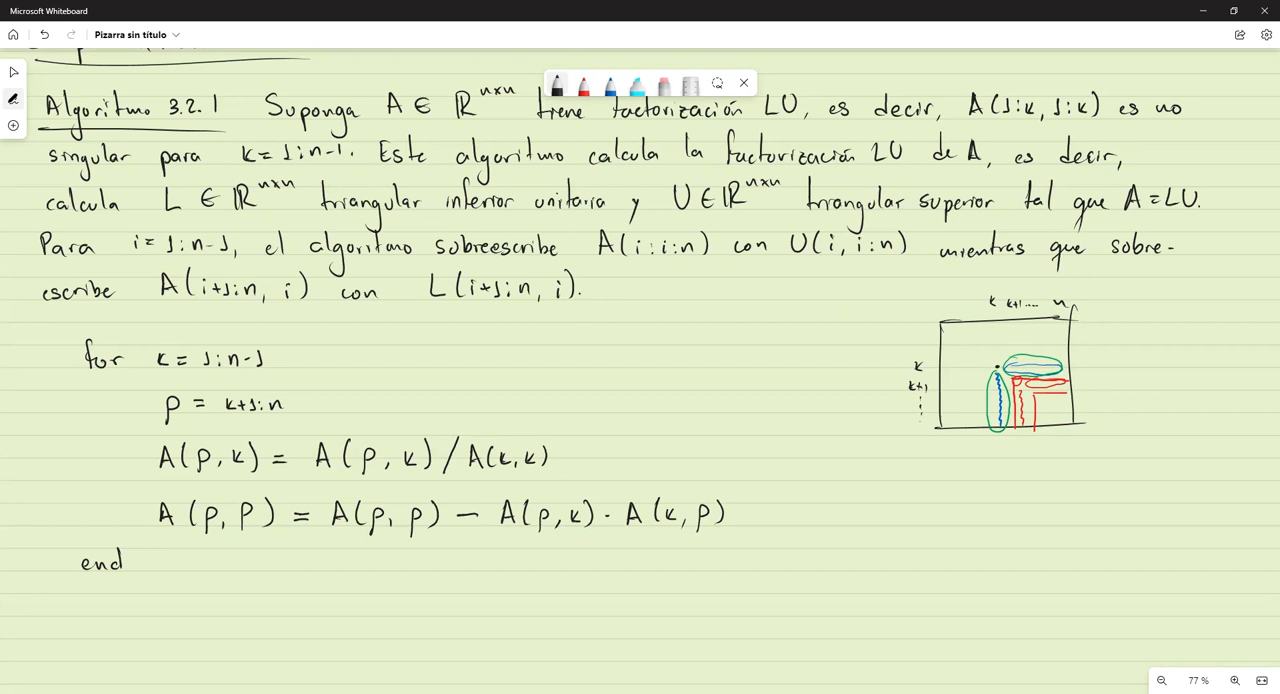 Microsoft Whiteboard
Pizarra sin título
Algoritmo 3.2.1 Suponga A ∈ ℝⁿˣⁿ tiene factorización LU, es decir, A(1:k, 1:k) es no
singular para k = 1:n-1. Este algoritmo calcula la factorización LU de A, es decir,
calcula L ∈ ℝⁿˣⁿ triangular inferior unitaria y U ∈ ℝⁿˣⁿ triangular superior tal que A = LU.
Para i = 1:n-1, el algoritmo sobreescribe A(i:i:n) con U(i, i:n) mientras que sobre-
escribe A(i+1:n, i) con L(i+1:n, i).
k k+1 .... n
for k = 1:n-1
k
k+1
⋮
ρ = k+1:n
A(ρ, k) = A(ρ, k) / A(k, k)
A(ρ, ρ) = A(ρ, ρ) - A(ρ, k) · A(k, ρ)
end
77 %